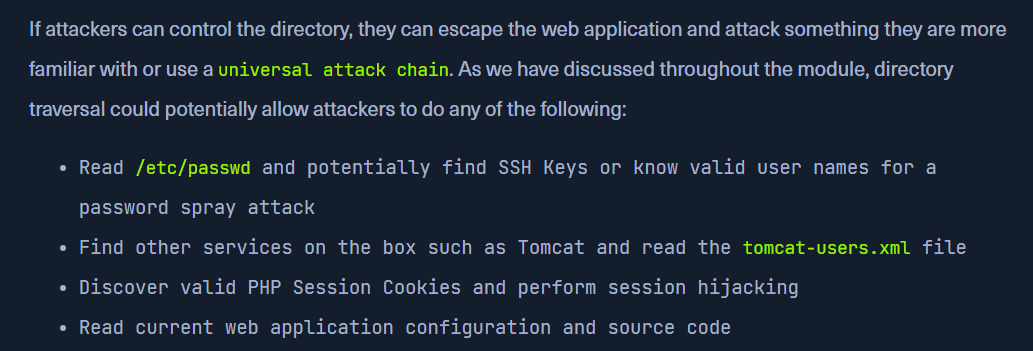 If attackers can control the directory, they can escape the web application and attack something they are more
familiar with or use a universal attack chain. As we have discussed throughout the module, directory
traversal could potentially allow attackers to do any of the following:
• Read /etc/passwd and potentially find SSH Keys or know valid user names for a
password spray attack
• Find other services on the box such as Tomcat and read the tomcat-users.xml file
• Discover valid PHP Session Cookies and perform session hijacking
• Read current web application configuration and source code